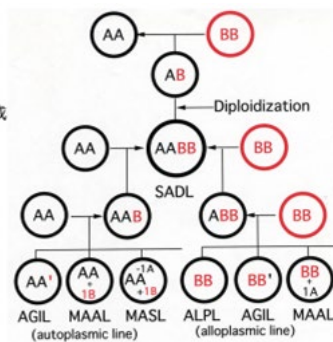 AA
BB
AB
Diploidization
AA
AABB
BB
SADL
AA
AAB
ABB
BB
AA'
AA + 1B
AA -1A +1B
BB
BB'
BB + 1A
AGIL MAAL MASL ALPL AGIL MAAL
(autoplasmic line) (alloplasmic line)